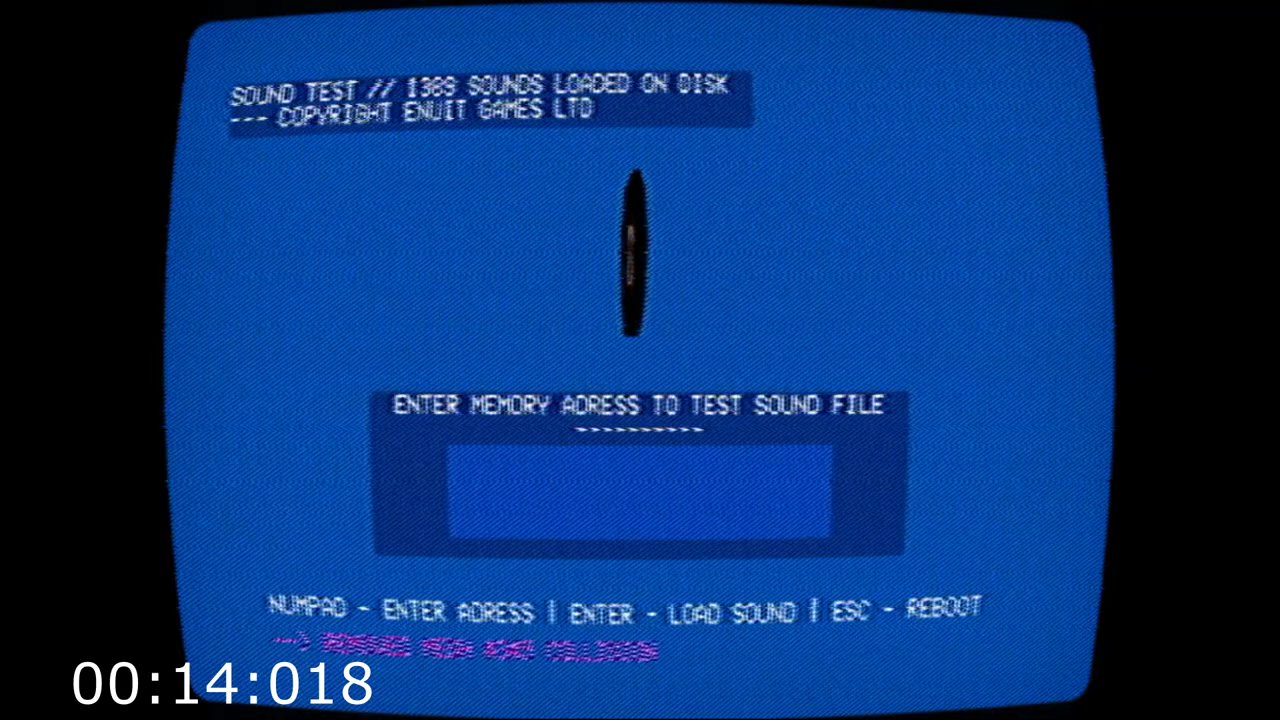 SOUND TEST // 1389 SOUNDS LOADED ON DISK
--- COPYRIGHT ENUIT GAMES LTD
ENTER MEMORY ADRESS TO TEST SOUND FILE
NUMPAD - ENTER ADRESS | ENTER - LOAD SOUND | ESC - REBOOT
00:14:018